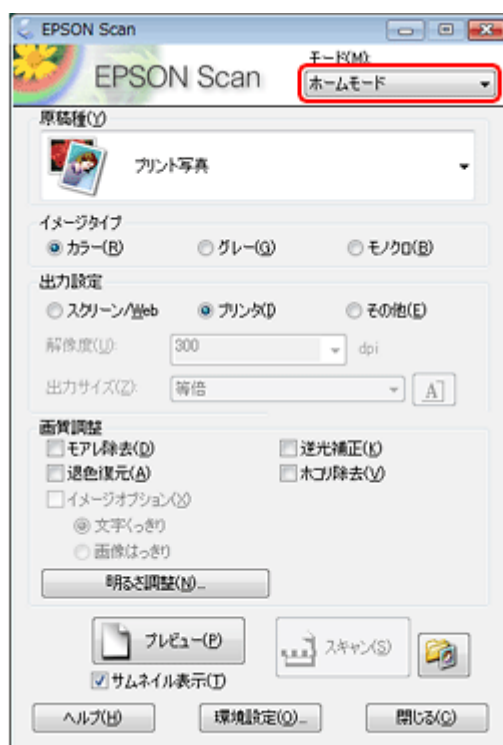 EPSON Scan
EPSON Scan
モード(M):
ホームモード
原稿種(Y)
プリント写真
イメージタイプ
カラー(R) グレー(G) モノクロ(B)
出力設定
スクリーン/Web プリンタ(I) その他(E)
解像度(U): 300 dpi
出力サイズ(Z): 等倍 A
画質調整
モアレ除去(D) 逆光補正(K)
退色復元(A) ホコリ除去(V)
イメージオプション(X)
文字くっきり
画像はっきり
明るさ調整(N)...
プレビュー(P) スキャン(S)
サムネイル表示(T)
ヘルプ(H) 環境設定(O)... 閉じる(C)